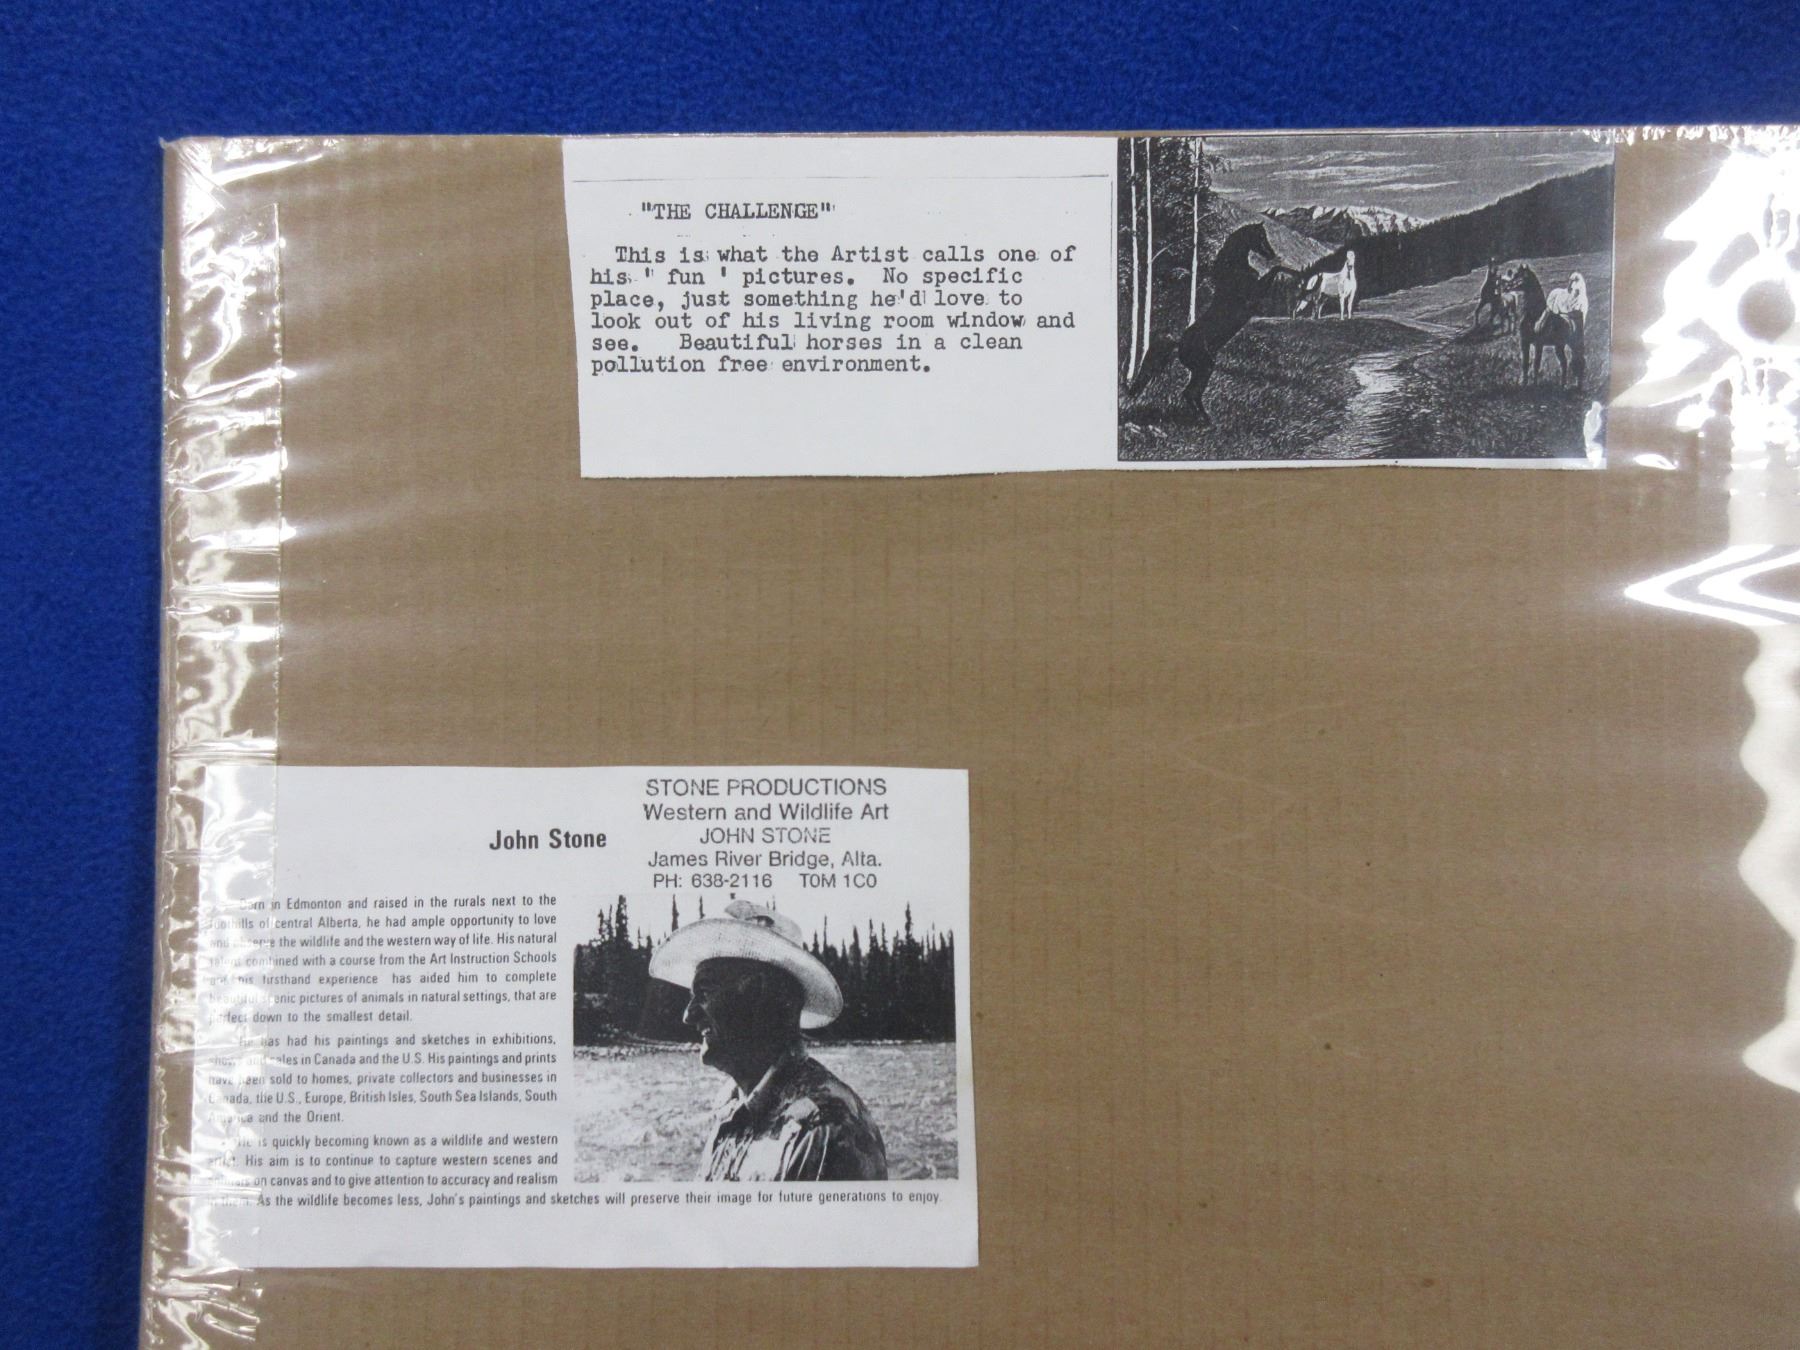 "THE CHALLENGE"
This is what the Artist calls one of
his ' fun ' pictures. No specific
place, just something he'd love to
look out of his living room window and
see. Beautiful horses in a clean
pollution free environment.
STONE PRODUCTIONS
Western and Wildlife Art
JOHN STONE
James River Bridge, Alta.
PH: 638-2116 T0M 1C0
John Stone
Born in Edmonton and raised in the rurals next to the
foothills of central Alberta, he had ample opportunity to love
and observe the wildlife and the western way of life. His natural
talent combined with a course from the Art Instruction Schools
and his firsthand experience has aided him to complete
beautiful scenic pictures of animals in natural settings, that are
perfect down to the smallest detail.
He has had his paintings and sketches in exhibitions,
shows and sales in Canada and the U.S. His paintings and prints
have been sold to homes, private collectors and businesses in
Canada, the U.S., Europe, British Isles, South Sea Islands, South
America and the Orient.
He is quickly becoming known as a wildlife and western
artist. His aim is to continue to capture western scenes and
animals on canvas and to give attention to accuracy and realism
in them. As the wildlife becomes less, John's paintings and sketches will preserve their image for future generations to enjoy.